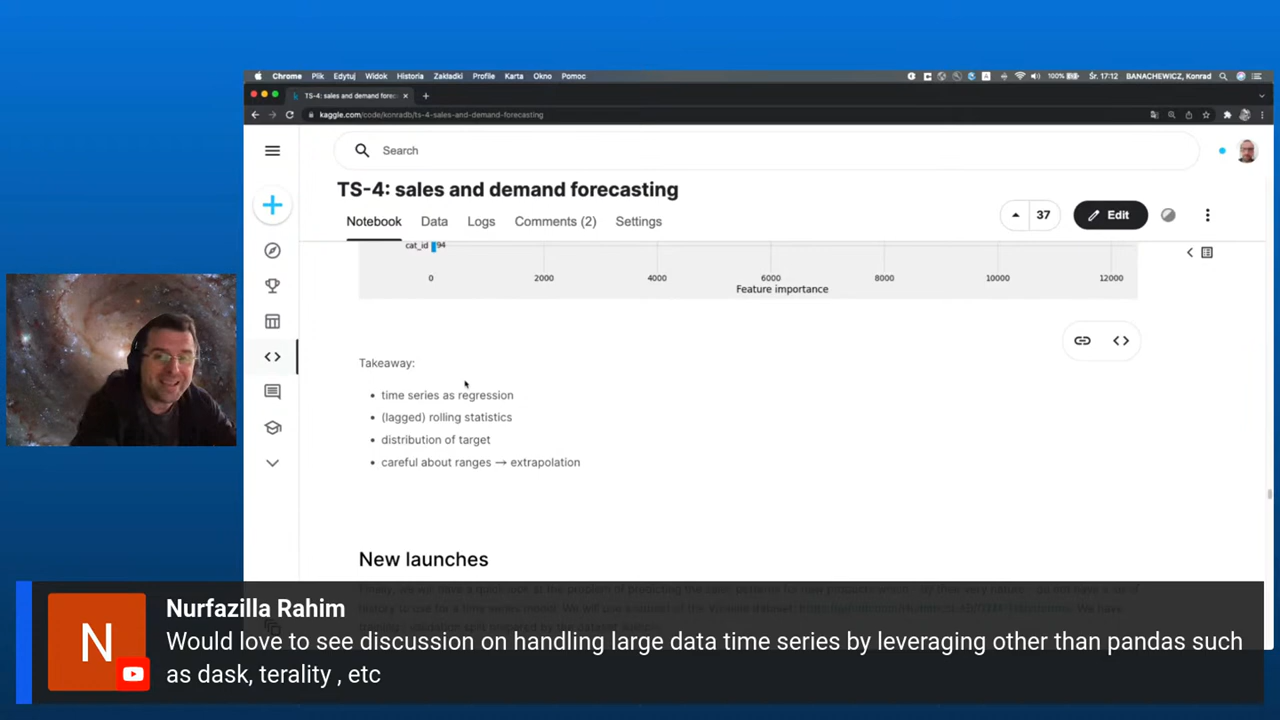 Chrome Plik Edytuj Widok Historia Zakładki Profile Karta Okno Pomoc
100% Śr. 17:12 BANACHEWICZ, Konrad
TS-4: sales and demand forec
kaggle.com/code/konradb/ts-4-sales-and-demand-forecasting
Search
TS-4: sales and demand forecasting
37
Edit
Notebook Data Logs Comments (2) Settings
cat_id 94
0 2000 4000 6000 8000 10000 12000
Feature importance
Takeaway:
• time series as regression
• (lagged) rolling statistics
• distribution of target
• careful about ranges → extrapolation
New launches
N
Nurfazilla Rahim
Would love to see discussion on handling large data time series by leveraging other than pandas such
as dask, terality , etc